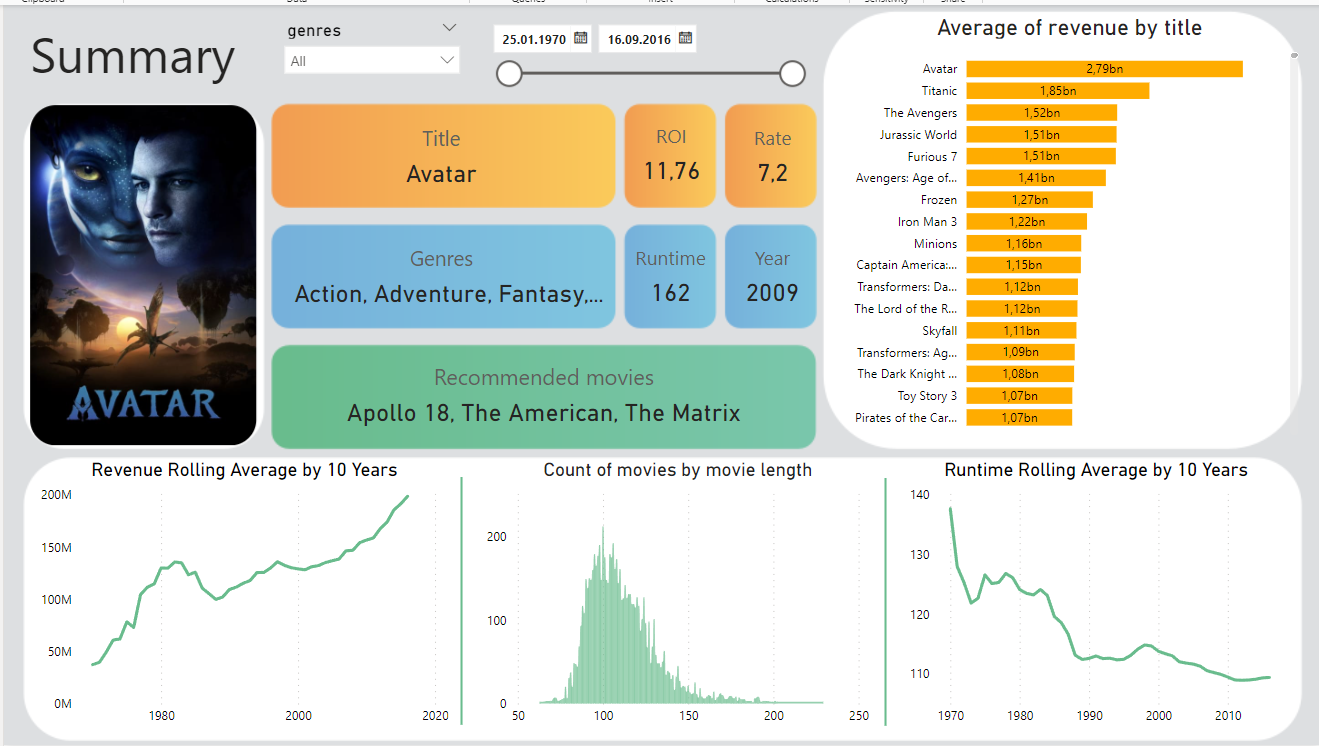 Clipboard Data Queries Insert Calculations Sensitivity Share
Summary
genres
All
25.01.1970 16.09.2016
AVATAR
Title
Avatar
ROI
11,76
Rate
7,2
Genres
Action, Adventure, Fantasy,...
Runtime
162
Year
2009
Recommended movies
Apollo 18, The American, The Matrix
Average of revenue by title
Avatar 2,79bn
Titanic 1,85bn
The Avengers 1,52bn
Jurassic World 1,51bn
Furious 7 1,51bn
Avengers: Age of... 1,41bn
Frozen 1,27bn
Iron Man 3 1,22bn
Minions 1,16bn
Captain America:... 1,15bn
Transformers: Da... 1,12bn
The Lord of the R... 1,12bn
Skyfall 1,11bn
Transformers: Ag... 1,09bn
The Dark Knight ... 1,08bn
Toy Story 3 1,07bn
Pirates of the Car... 1,07bn
Revenue Rolling Average by 10 Years
200M
150M
100M
50M
0M
1980 2000 2020
Count of movies by movie length
200
100
0
50 100 150 200 250
Runtime Rolling Average by 10 Years
140
130
120
110
1970 1980 1990 2000 2010